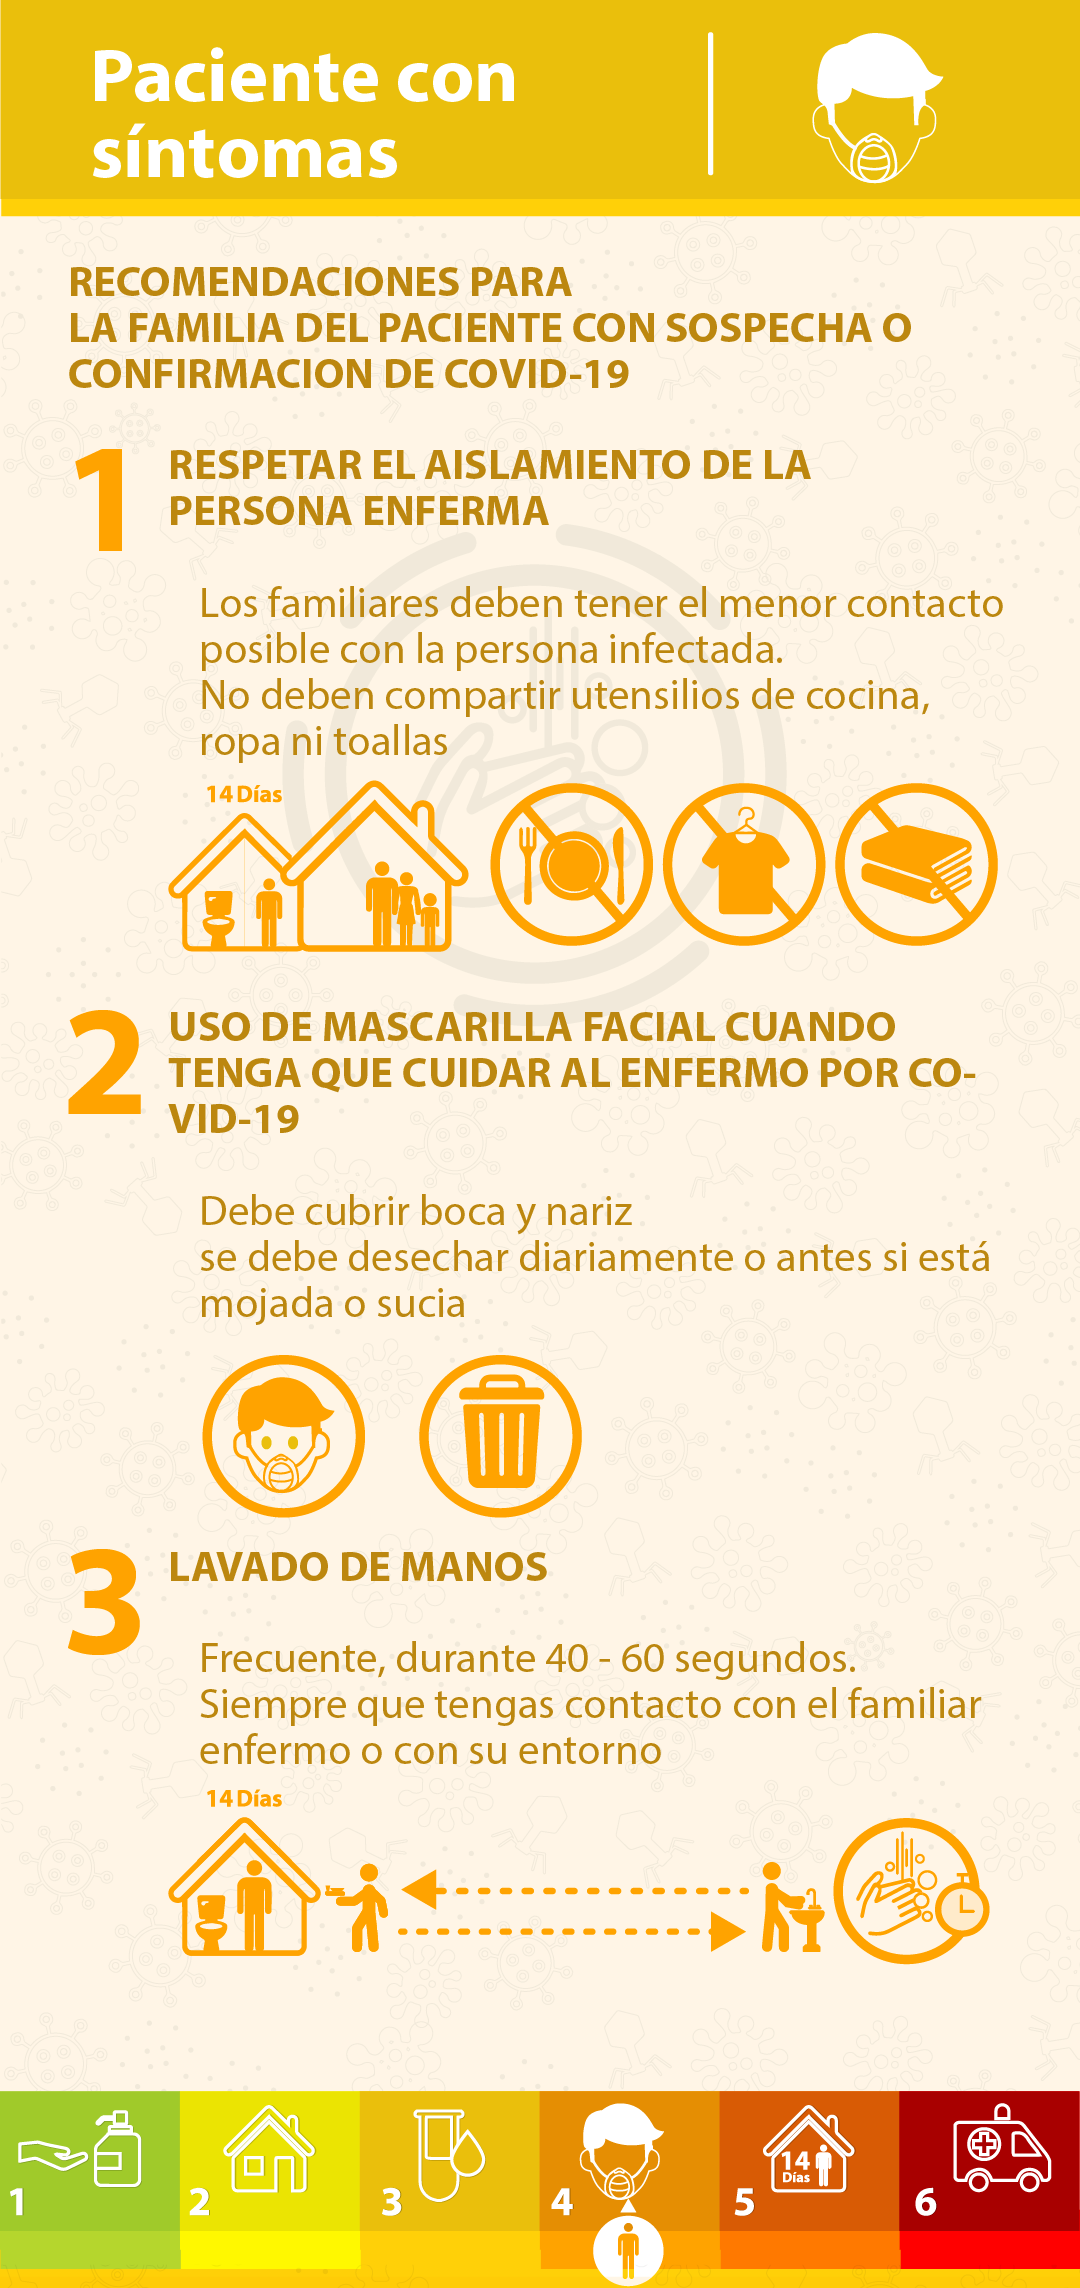 Paciente con
síntomas
RECOMENDACIONES PARA
LA FAMILIA DEL PACIENTE CON SOSPECHA O
CONFIRMACION DE COVID-19
1
RESPETAR EL AISLAMIENTO DE LA
PERSONA ENFERMA
Los familiares deben tener el menor contacto
posible con la persona infectada.
No deben compartir utensilios de cocina,
ropa ni toallas
14 Días
2
USO DE MASCARILLA FACIAL CUANDO
TENGA QUE CUIDAR AL ENFERMO POR CO-
VID-19
Debe cubrir boca y nariz
se debe desechar diariamente o antes si está
mojada o sucia
3
LAVADO DE MANOS
Frecuente, durante 40 - 60 segundos.
Siempre que tengas contacto con el familiar
enfermo o con su entorno
14 Días
1
2
3
4
5
14
Días
6